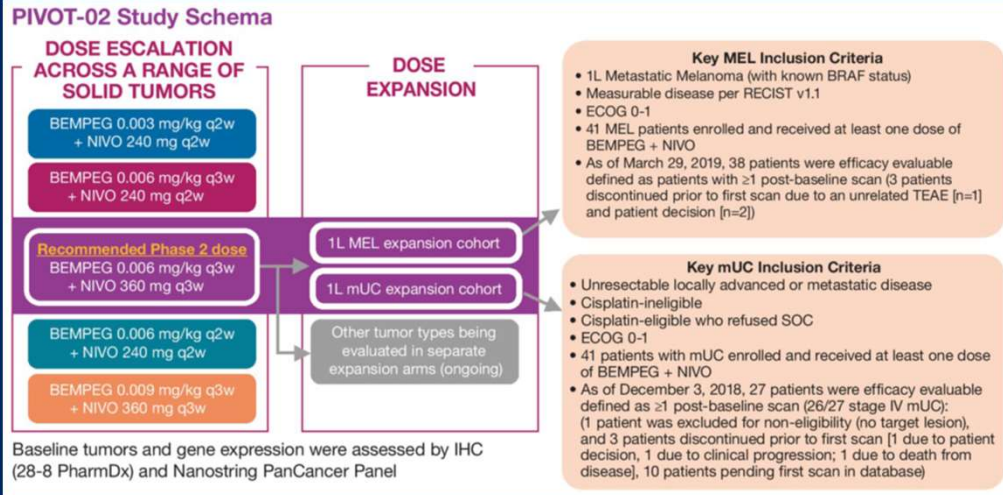 PIVOT-02 Study Schema
DOSE ESCALATION
ACROSS A RANGE OF
SOLID TUMORS
BEMPEG 0.003 mg/kg q2w
+ NIVO 240 mg q2w
BEMPEG 0.006 mg/kg q3w
+ NIVO 240 mg q2w
Recommended Phase 2 dose
BEMPEG 0.006 mg/kg q3w
+ NIVO 360 mg q3w
BEMPEG 0.006 mg/kg q2w
+ NIVO 240 mg q2w
BEMPEG 0.009 mg/kg q3w
+ NIVO 360 mg q3w
DOSE
EXPANSION
1L MEL expansion cohort
1L mUC expansion cohort
Other tumor types being
evaluated in separate
expansion arms (ongoing)
Key MEL Inclusion Criteria
• 1L Metastatic Melanoma (with known BRAF status)
• Measurable disease per RECIST v1.1
• ECOG 0-1
• 41 MEL patients enrolled and received at least one dose of
BEMPEG + NIVO
• As of March 29, 2019, 38 patients were efficacy evaluable
defined as patients with ≥1 post-baseline scan (3 patients
discontinued prior to first scan due to an unrelated TEAE [n=1]
and patient decision [n=2])
Key mUC Inclusion Criteria
• Unresectable locally advanced or metastatic disease
• Cisplatin-ineligible
• Cisplatin-eligible who refused SOC
• ECOG 0-1
• 41 patients with mUC enrolled and received at least one dose
of BEMPEG + NIVO
• As of December 3, 2018, 27 patients were efficacy evaluable
defined as ≥1 post-baseline scan (26/27 stage IV mUC):
(1 patient was excluded for non-eligibility (no target lesion),
and 3 patients discontinued prior to first scan [1 due to patient
decision, 1 due to clinical progression; 1 due to death from
disease], 10 patients pending first scan in database)
Baseline tumors and gene expression were assessed by IHC
(28-8 PharmDx) and Nanostring PanCancer Panel